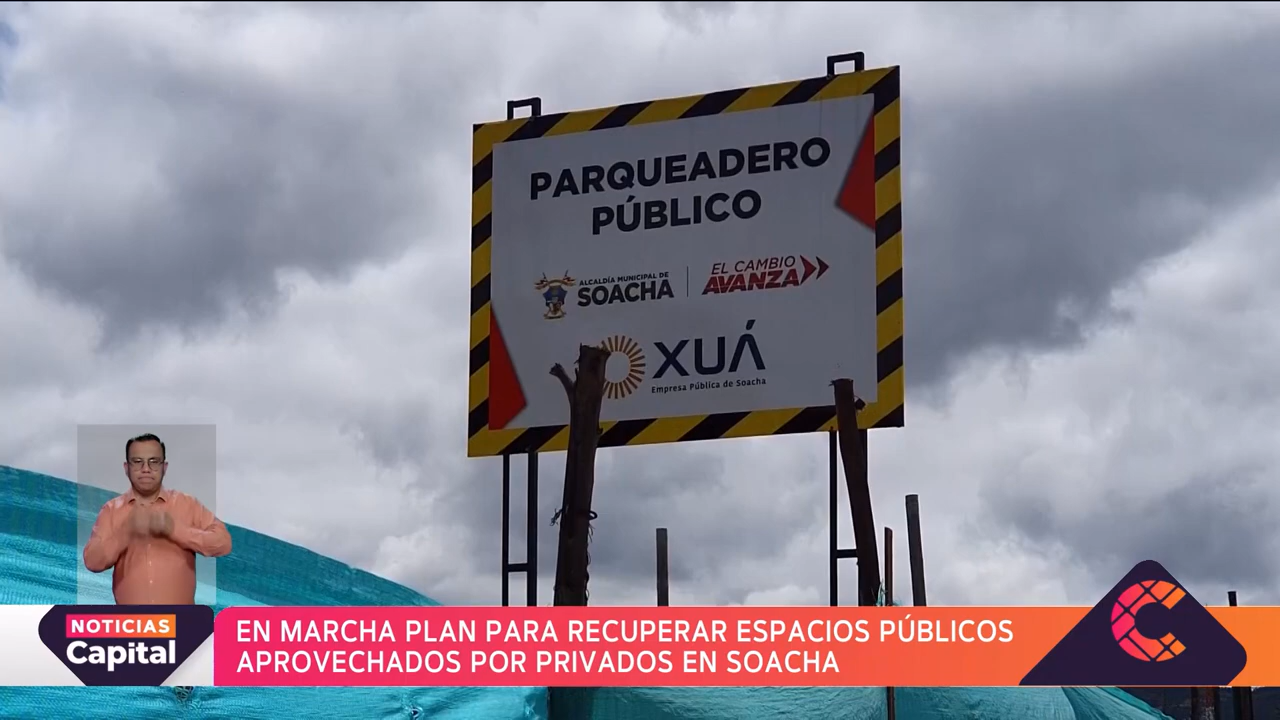 PARQUEADERO
PÚBLICO
ALCALDÍA MUNICIPAL DE
SOACHA
EL CAMBIO
AVANZA
XUÁ
Empresa Pública de Soacha
NOTICIAS
Capital
EN MARCHA PLAN PARA RECUPERAR ESPACIOS PÚBLICOS
APROVECHADOS POR PRIVADOS EN SOACHA